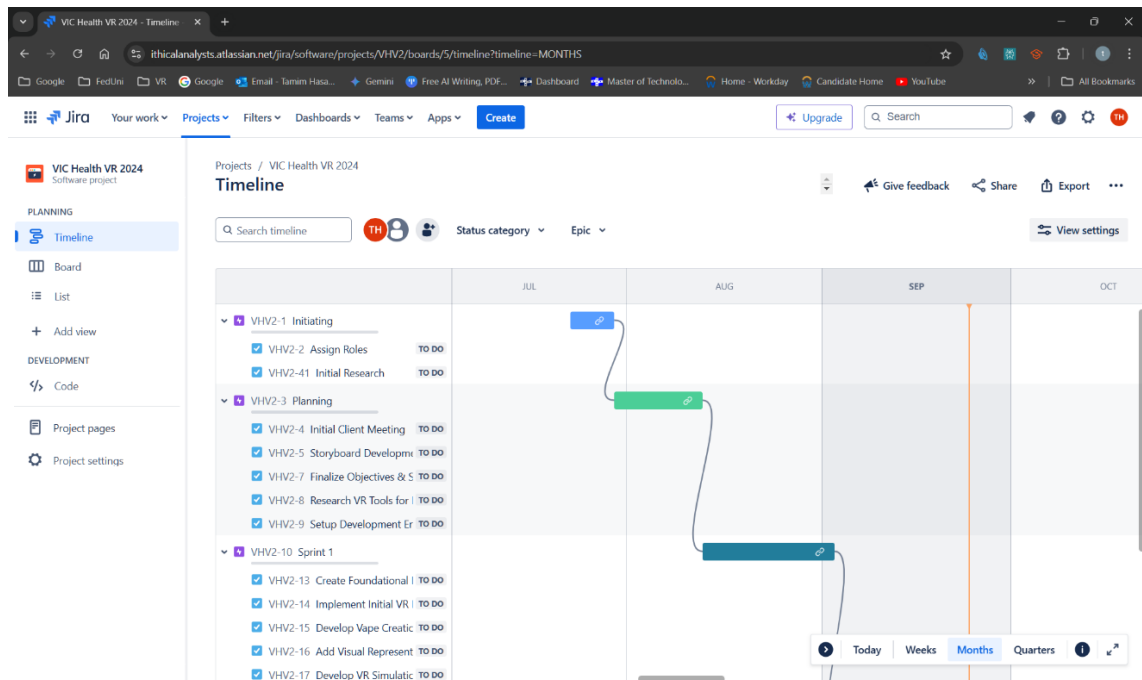 VIC Health VR 2024 - Timeline
ithicalanalysts.atlassian.net/jira/software/projects/VHV2/boards/5/timeline?timeline=MONTHS
Google FedUni VR Google Email - Tamim Hasa... Gemini Free AI Writing, PDF... Dashboard Master of Technolo... Home - Workday Candidate Home YouTube » All Bookmarks
Jira Your work Projects Filters Dashboards Teams Apps Create Upgrade Search TH
VIC Health VR 2024
Software project
PLANNING
Timeline
Board
List
Add view
DEVELOPMENT
Code
Project pages
Project settings
Projects / VIC Health VR 2024
Timeline
Give feedback Share Export
Search timeline TH Status category Epic View settings
JUL AUG SEP OCT
VHV2-1 Initiating
VHV2-2 Assign Roles TO DO
VHV2-41 Initial Research TO DO
VHV2-3 Planning
VHV2-4 Initial Client Meeting TO DO
VHV2-5 Storyboard Developme TO DO
VHV2-7 Finalize Objectives & S TO DO
VHV2-8 Research VR Tools for TO DO
VHV2-9 Setup Development Er TO DO
VHV2-10 Sprint 1
VHV2-13 Create Foundational TO DO
VHV2-14 Implement Initial VR TO DO
VHV2-15 Develop Vape Creatic TO DO
VHV2-16 Add Visual Represent TO DO
VHV2-17 Develop VR Simulatic TO DO
Today Weeks Months Quarters